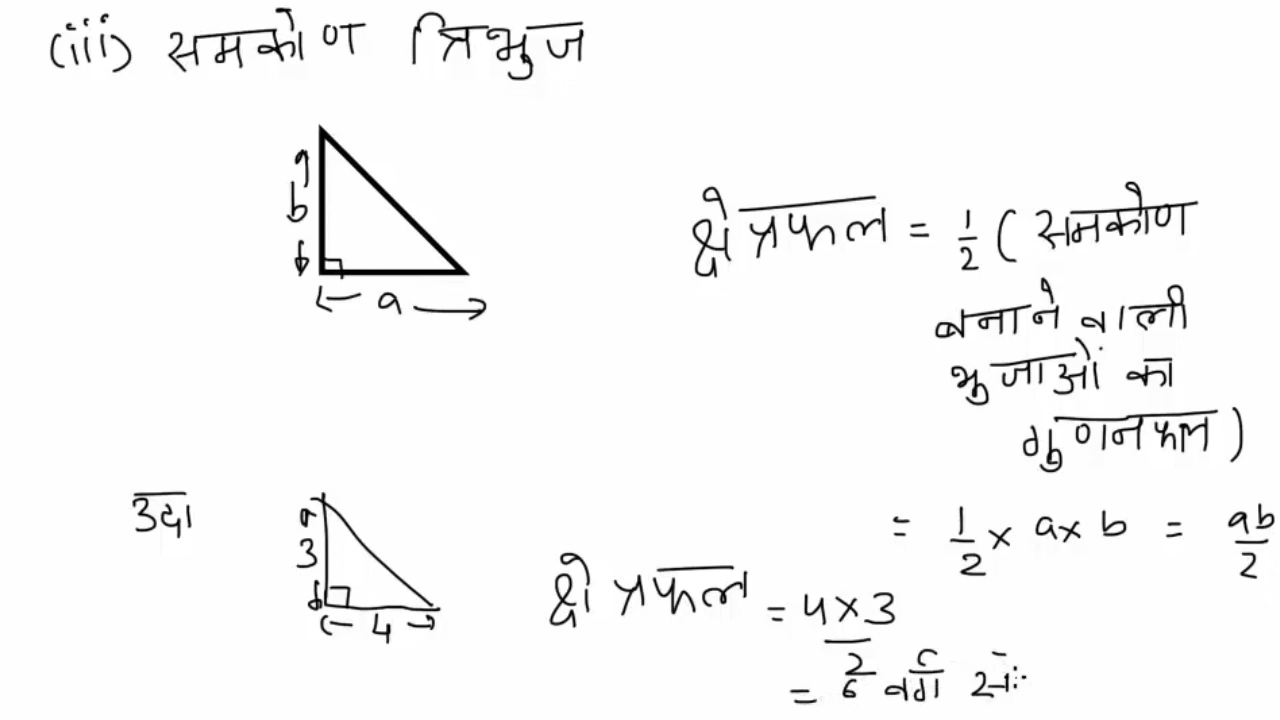 (iii) समकोण त्रिभुज
b
a
क्षेत्रफल = 1/2 ( समकोण
बनाने वाली
भुजाओं का
गुणनफल )
= 1/2 x a x b = ab/2
उदा
3
4
क्षेत्रफल = 4 x 3 / 2
= 6 वर्ग